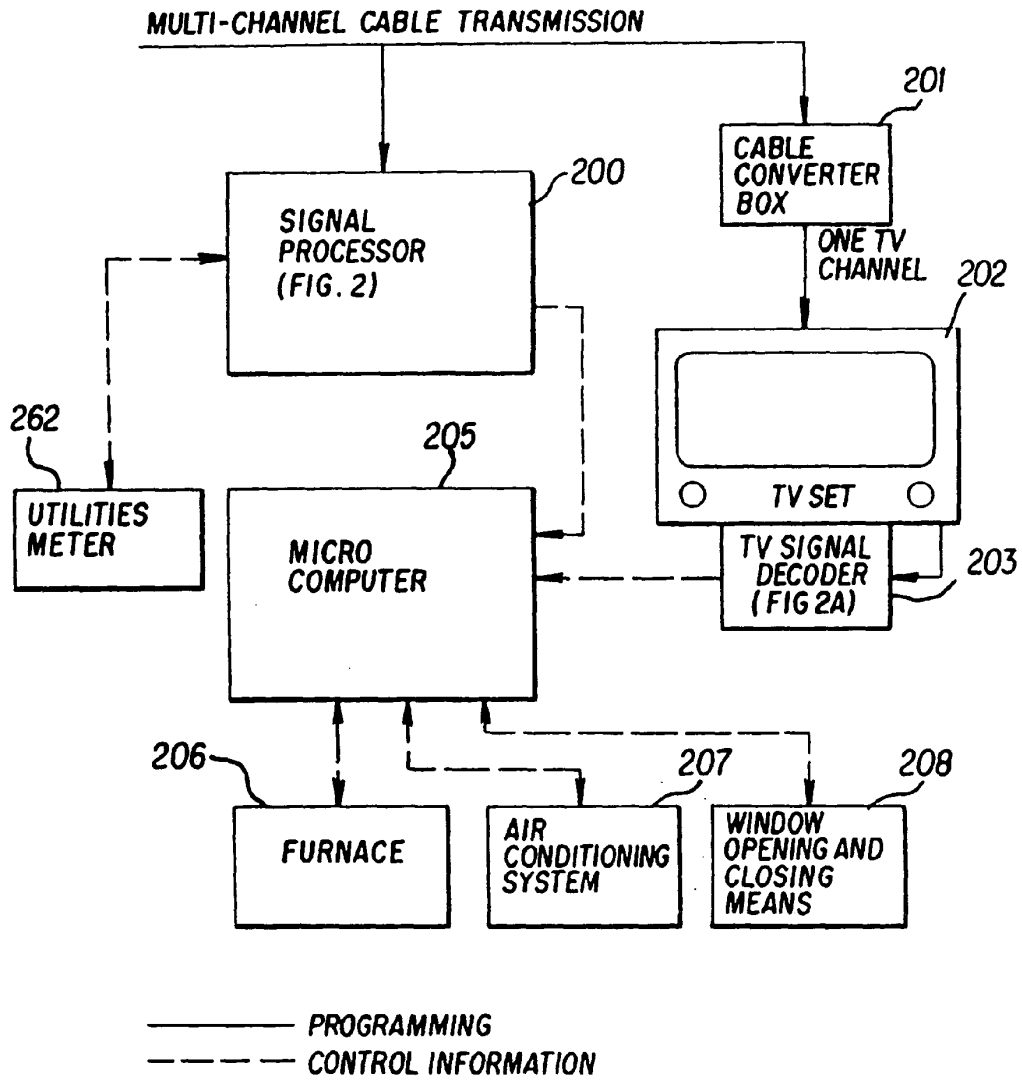 MULTI-CHANNEL CABLE TRANSMISSION
201
CABLE
CONVERTER
BOX
200
SIGNAL
PROCESSOR
(FIG. 2)
ONE TV
CHANNEL
202
262
UTILITIES
METER
205
MICRO
COMPUTER
TV SET
TV SIGNAL
DECODER
(FIG 2A)
203
206
FURNACE
207
AIR
CONDITIONING
SYSTEM
208
WINDOW
OPENING AND
CLOSING
MEANS
PROGRAMMING
CONTROL INFORMATION